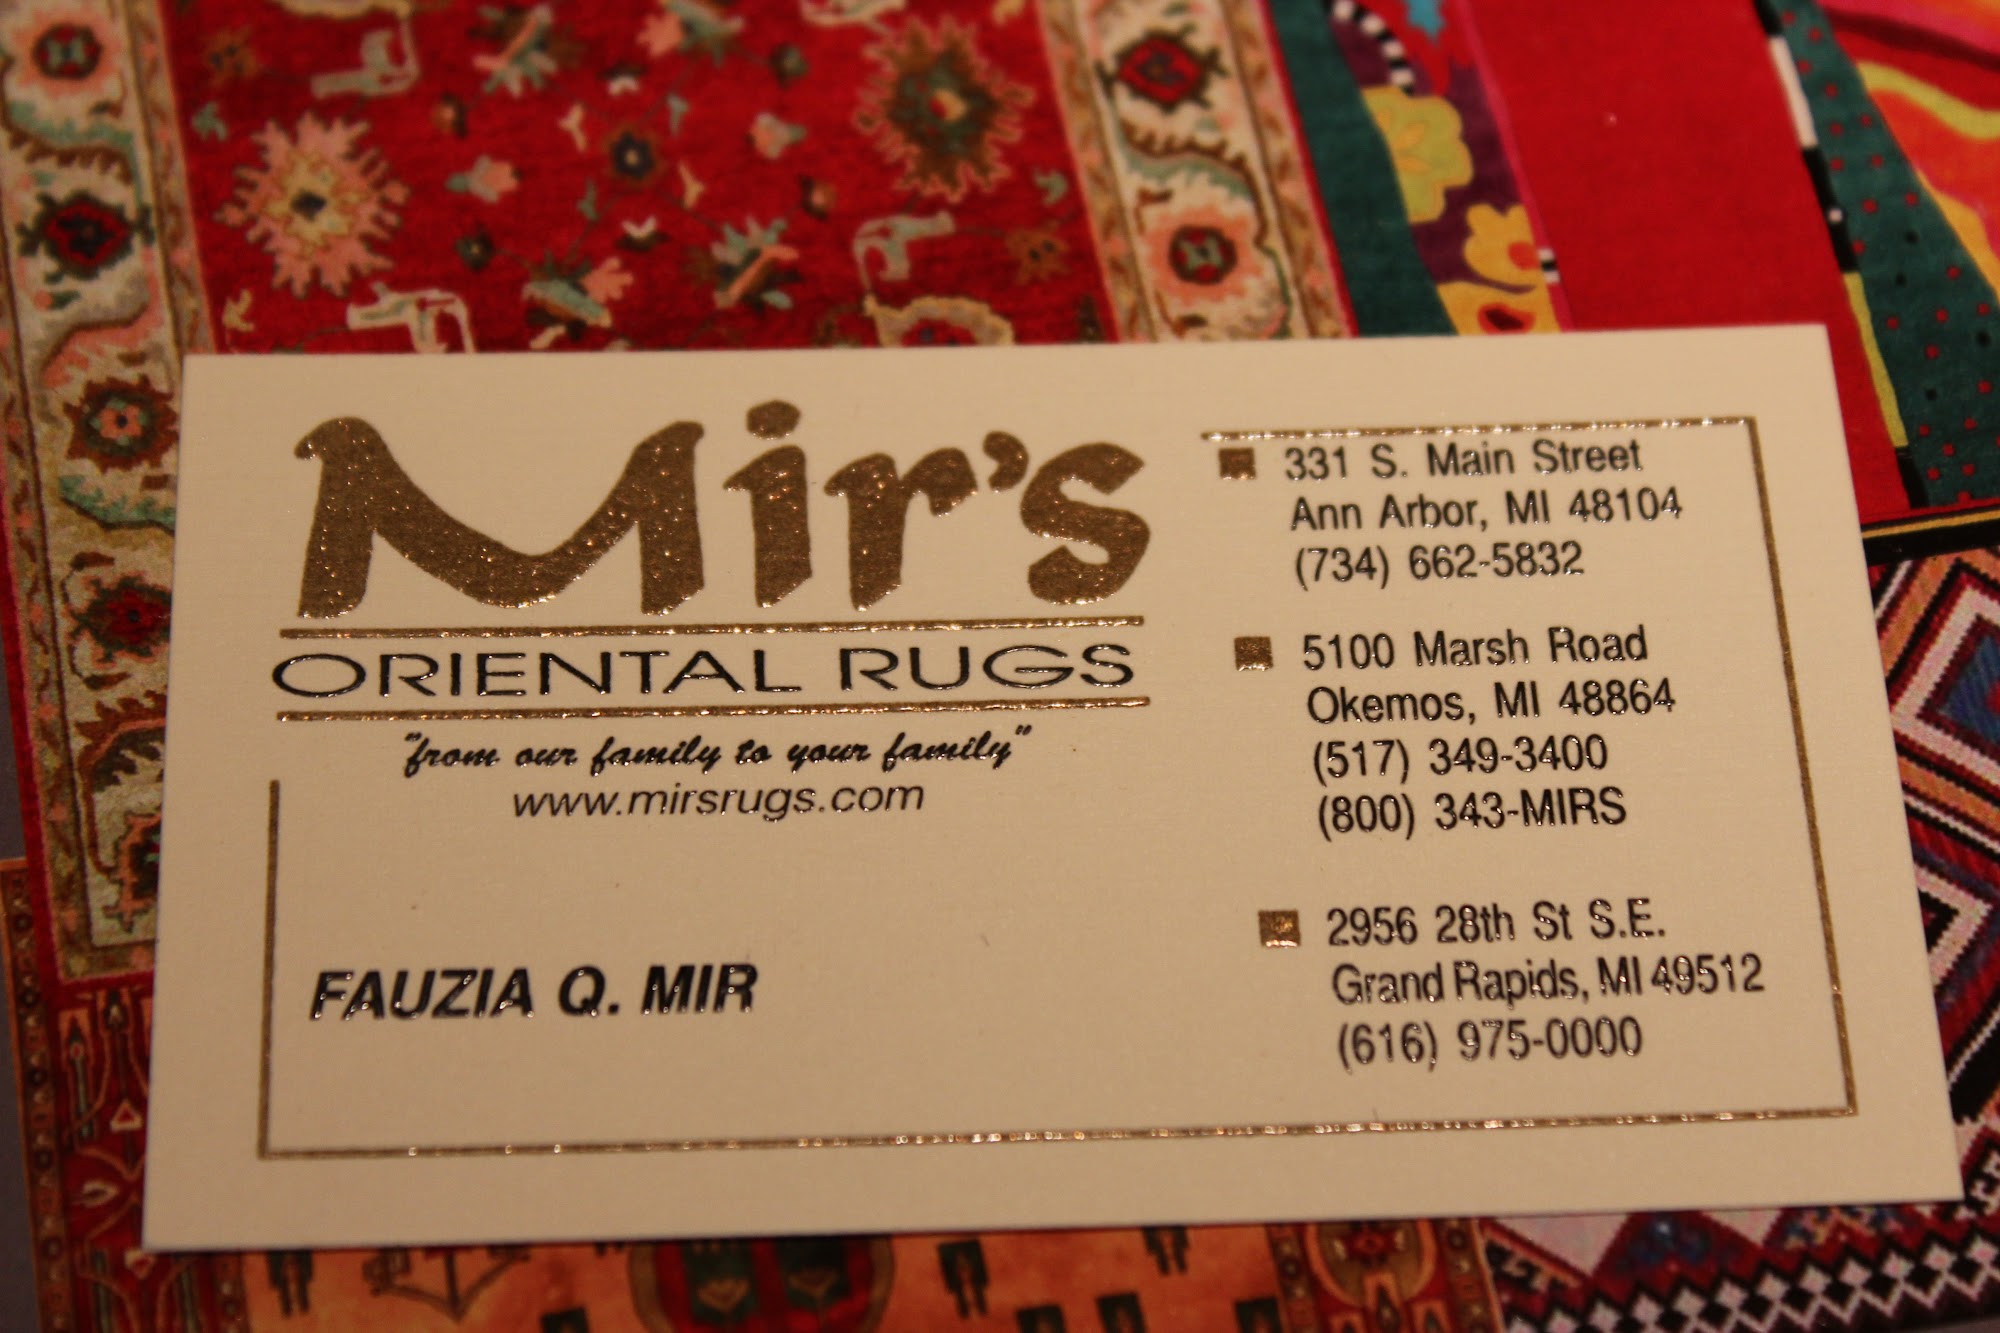 Mir's
ORIENTAL RUGS
"from our family to your family"
www.mirsrugs.com
FAUZIA Q. MIR
331 S. Main Street
Ann Arbor, MI 48104
(734) 662-5832
5100 Marsh Road
Okemos, MI 48864
(517) 349-3400
(800) 343-MIRS
2956 28th St S.E.
Grand Rapids, MI 49512
(616) 975-0000